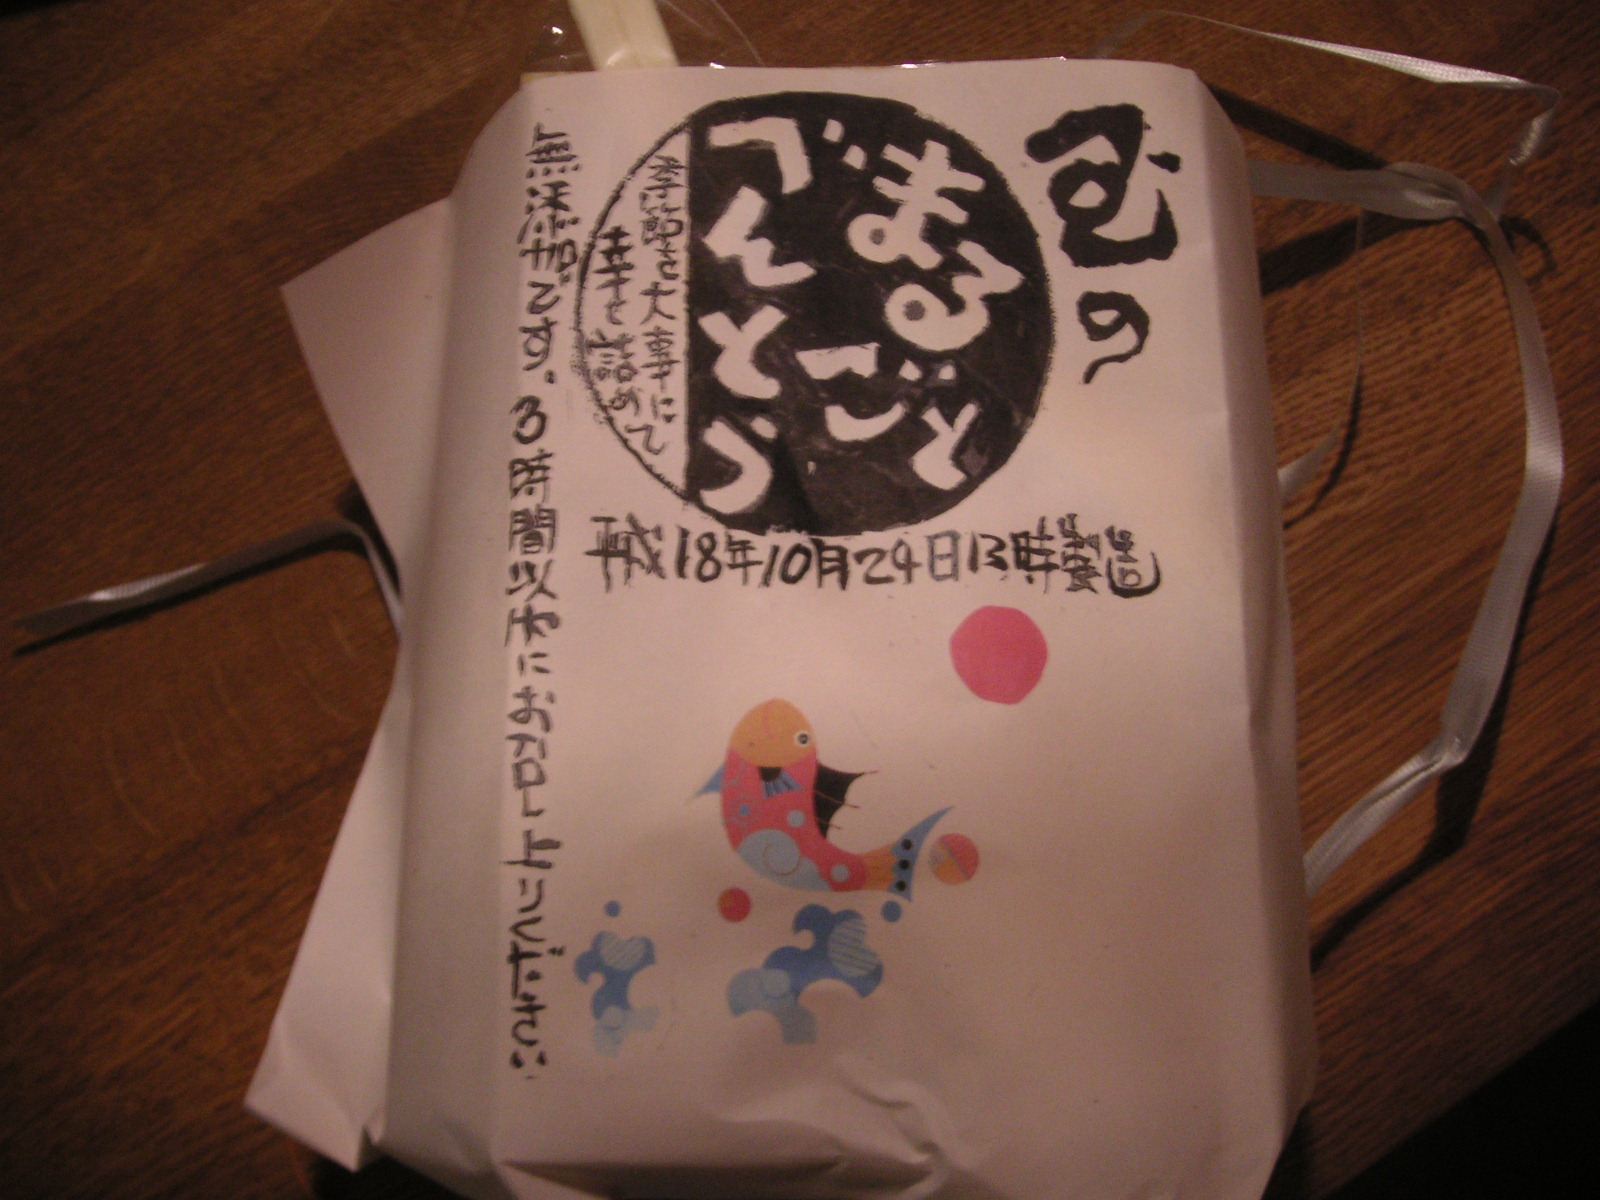 むの
まるごと
べんとう
季節を大事に
幸を詰めて
平成18年10月24日13時製造
無添加です。3時間以内にお召し上りください